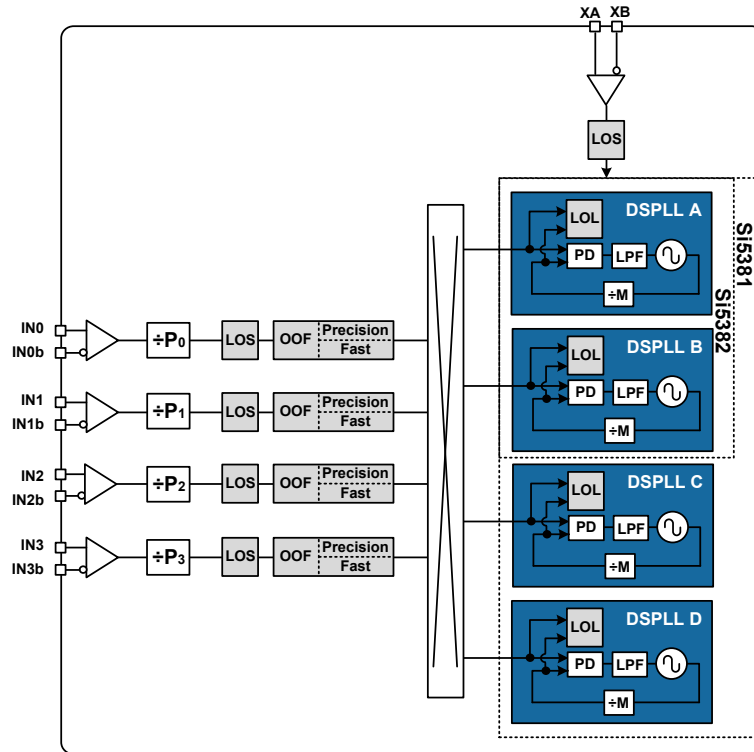 XA XB
LOS
DSPLL A
LOL
PD LPF
÷M
Si5381
Si5382
DSPLL B
LOL
PD LPF
÷M
DSPLL C
LOL
PD LPF
÷M
DSPLL D
LOL
PD LPF
÷M
IN0
IN0b
÷P0
LOS
OOF
Precision
Fast
IN1
IN1b
÷P1
LOS
OOF
Precision
Fast
IN2
IN2b
÷P2
LOS
OOF
Precision
Fast
IN3
IN3b
÷P3
LOS
OOF
Precision
Fast